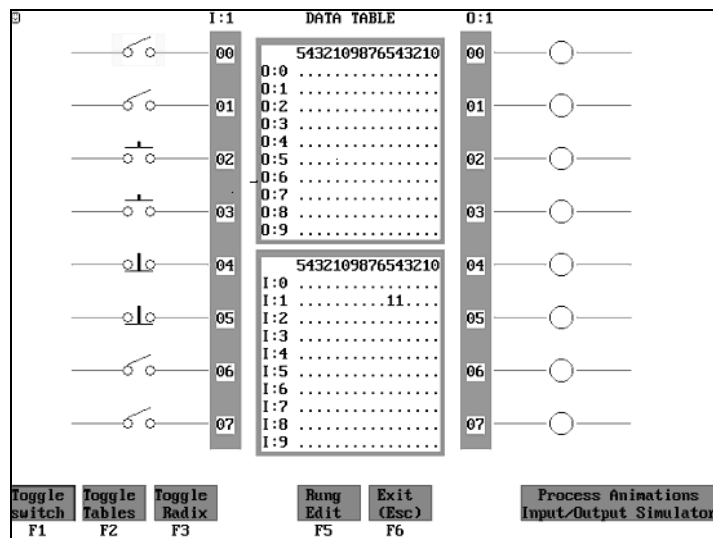 I:1 DATA TABLE O:1
00 5432109876543210 00
O:0 ................
O:1 ................
01 O:2 ................ 01
O:3 ................
O:4 ................
02 O:5 ................ 02
O:6 ................
O:7 ................
03 O:8 ................ 03
O:9 ................
04 5432109876543210 04
I:0 ................
I:1 ..........11....
05 I:2 ................ 05
I:3 ................
I:4 ................
06 I:5 ................ 06
I:6 ................
I:7 ................
07 I:8 ................ 07
I:9 ................
Toggle Toggle Toggle Rung Exit Process Animations
switch Tables Radix Edit (Esc) Input/Output Simulator
F1 F2 F3 F5 F6